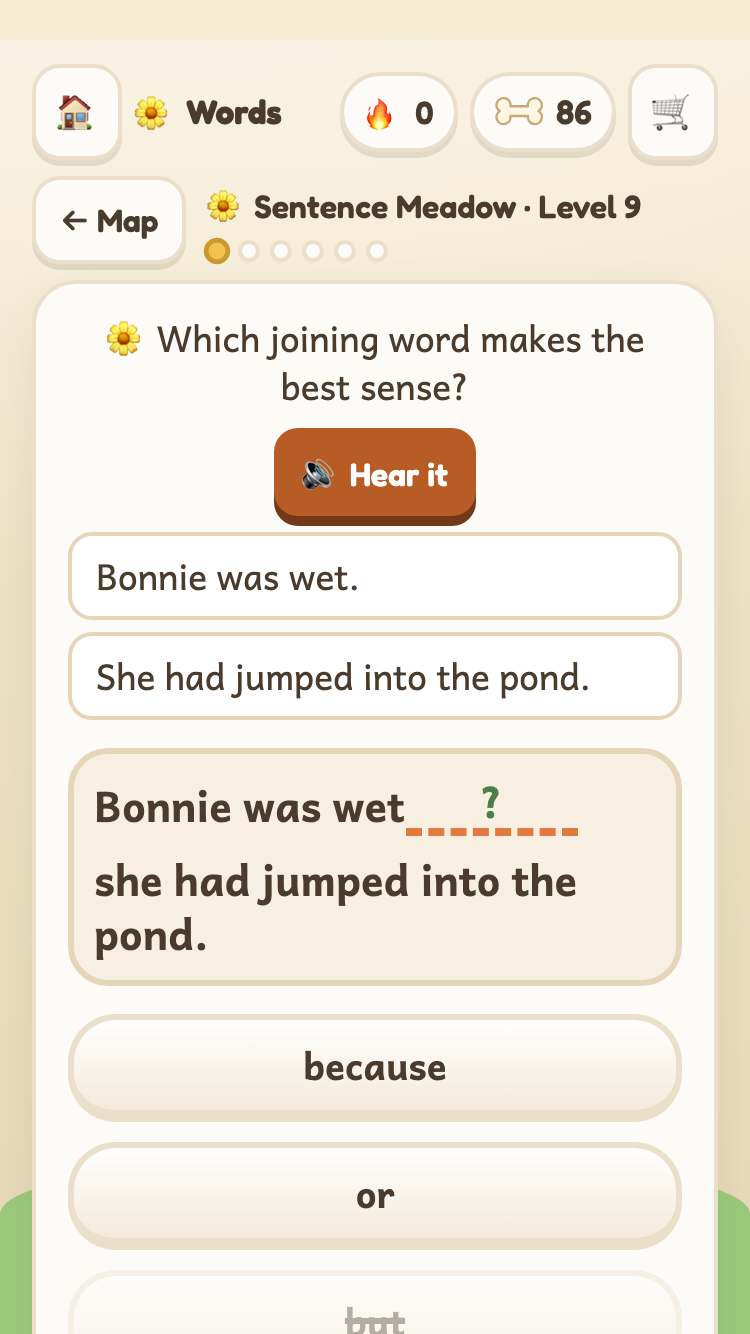 Words
0
86
← Map
Sentence Meadow · Level 9
Which joining word makes the
best sense?
Hear it
Bonnie was wet.
She had jumped into the pond.
Bonnie was wet ?
she had jumped into the
pond.
because
or
but